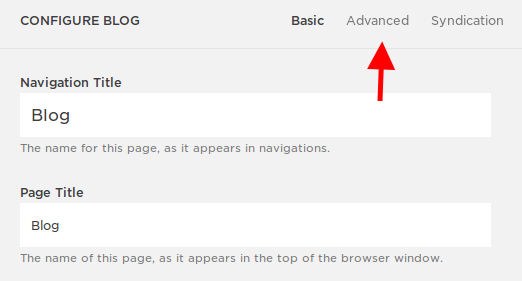 CONFIGURE BLOG Basic Advanced Syndication
Navigation Title
Blog
The name for this page, as it appears in navigations.
Page Title
Blog
The name of this page, as it appears in the top of the browser window.